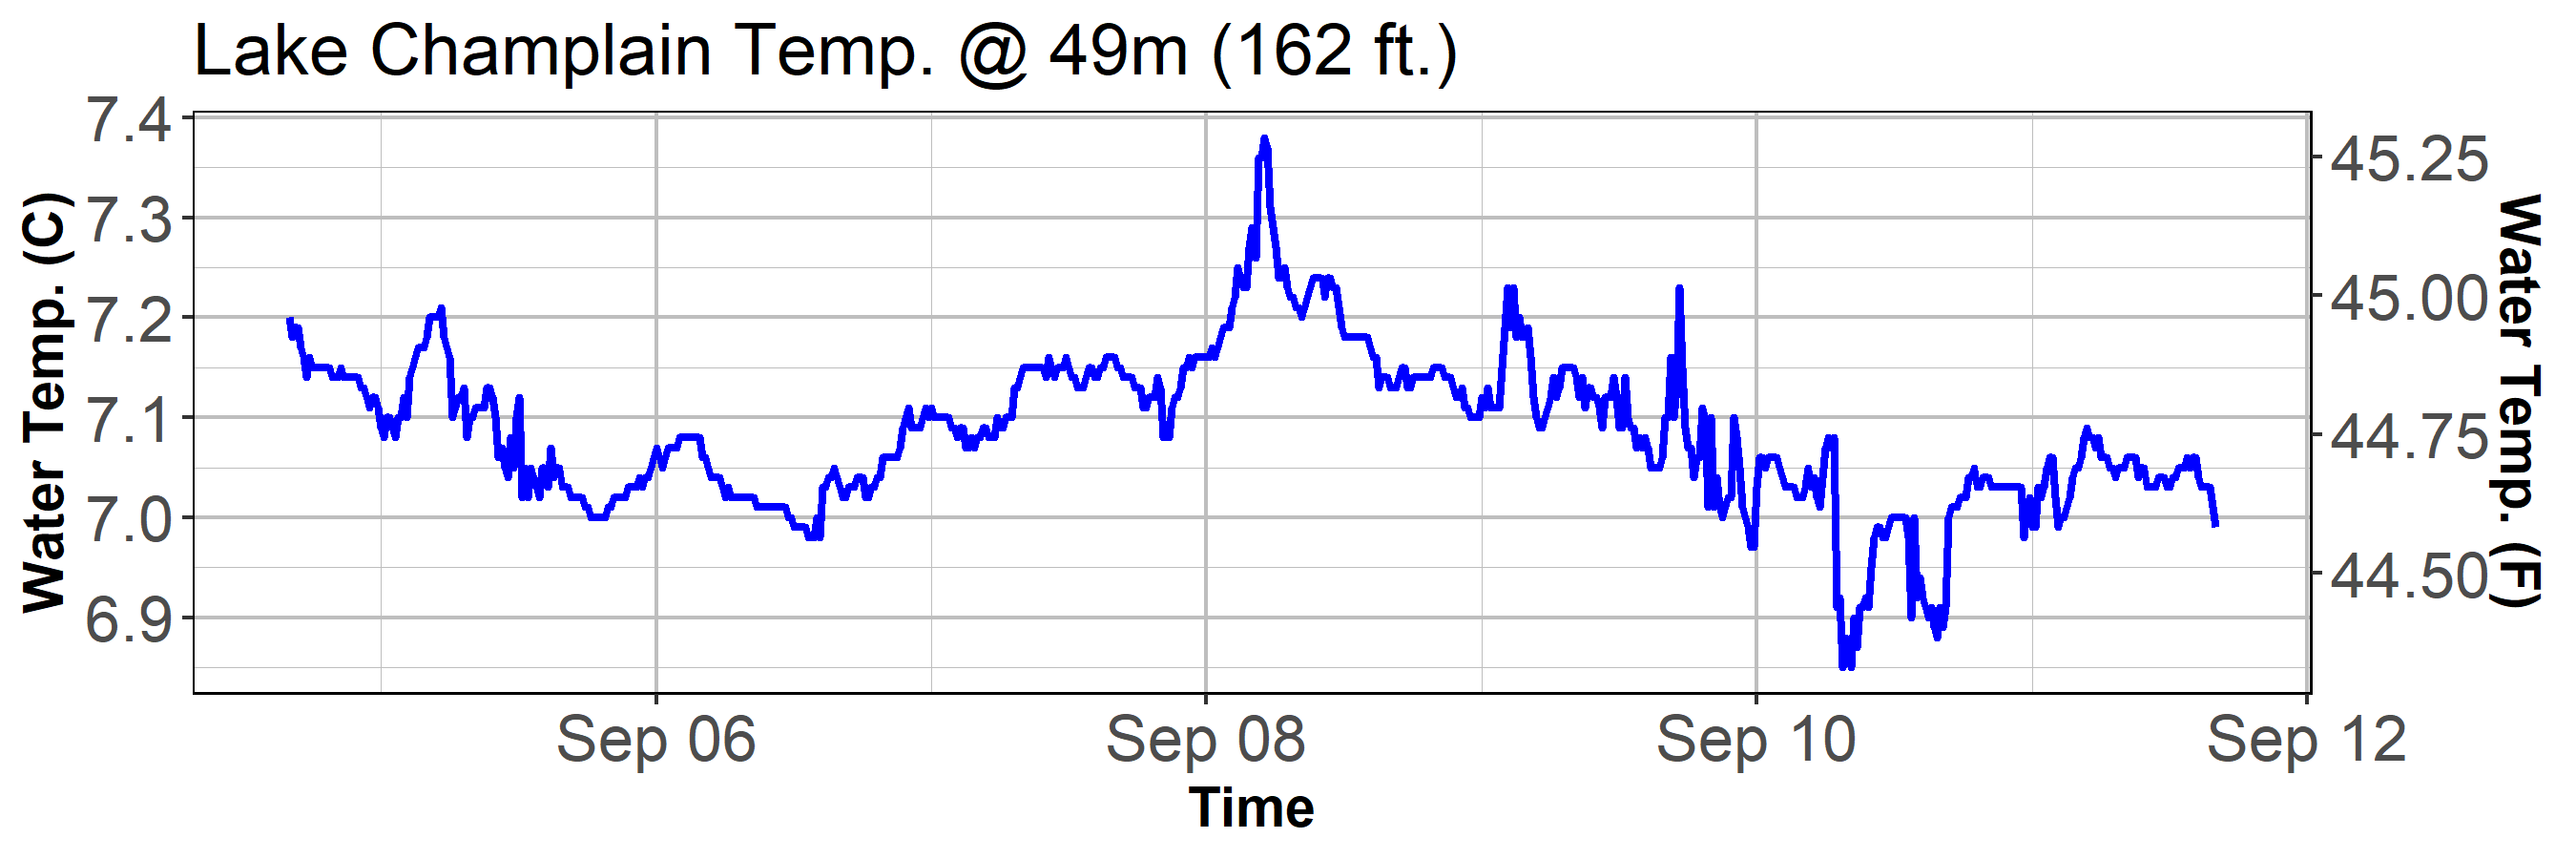 Lake Champlain Temp. @ 49m (162 ft.)
Water Temp. (C)
7.4
7.3
7.2
7.1
7.0
6.9
45.25
45.00
44.75
44.50
Water Temp. (F)
Sep 06 Sep 08 Sep 10 Sep 12
Time